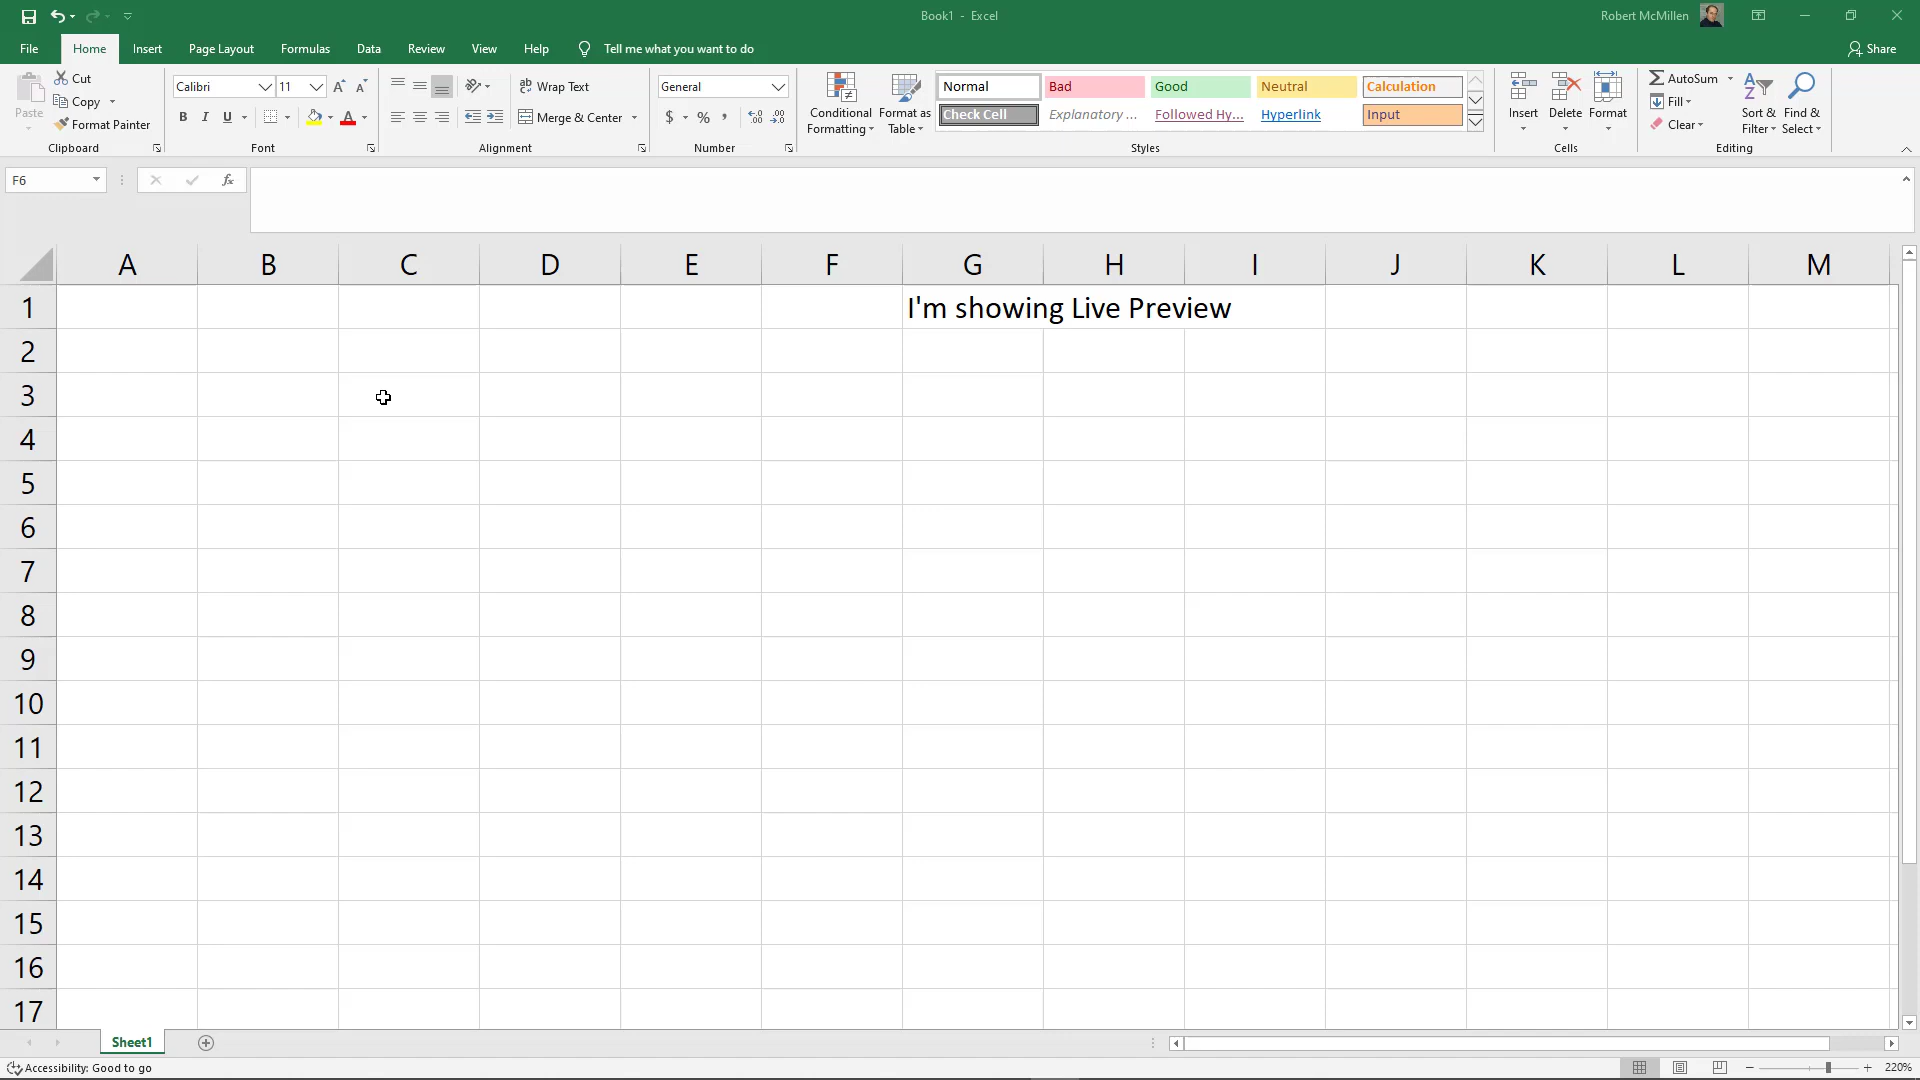 Book1 - Excel
Robert McMillen
File Home Insert Page Layout Formulas Data Review View Help Tell me what you want to do Share
Paste
Cut
Copy
Format Painter
Clipboard
Calibri 11
B I U
Font
Wrap Text
Merge & Center
Alignment
General
$ % ,
Number
Conditional Formatting
Format as Table
Normal Bad Good Neutral Calculation
Check Cell Explanatory ... Followed Hy... Hyperlink Input
Styles
Insert Delete Format
Cells
AutoSum
Fill
Clear
Sort & Filter
Find & Select
Editing
F6 fx
A B C D E F G H I J K L M
1 I'm showing Live Preview
2
3
4
5
6
7
8
9
10
11
12
13
14
15
16
17
Sheet1
Accessibility: Good to go 220%